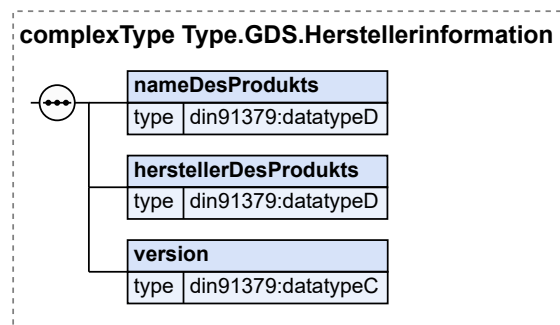 complexType Type.GDS.Herstellerinformation
nameDesProdukts
type din91379:datatypeD
herstellerDesProdukts
type din91379:datatypeD
version
type din91379:datatypeC